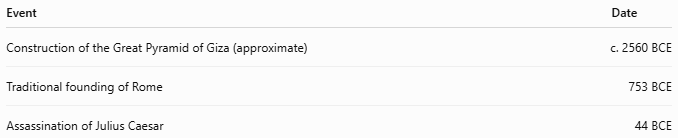 Event Date
Construction of the Great Pyramid of Giza (approximate) c. 2560 BCE
Traditional founding of Rome 753 BCE
Assassination of Julius Caesar 44 BCE